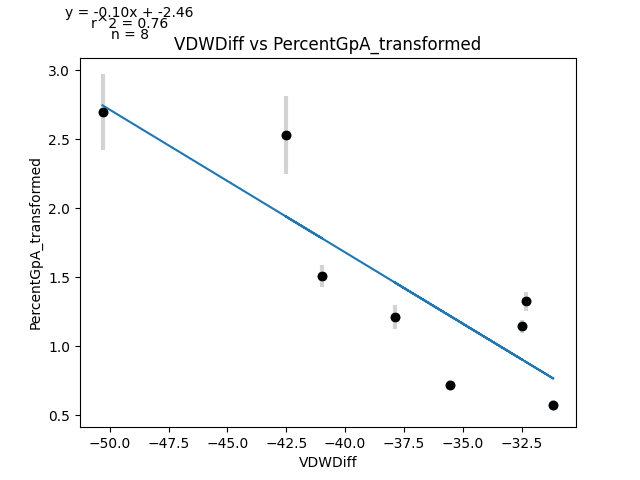 y = -0.10x + -2.46
r^2 = 0.76
n = 8
VDWDiff vs PercentGpA_transformed
3.0
2.5
2.0
1.5
1.0
0.5
PercentGpA_transformed
−50.0 −47.5 −45.0 −42.5 −40.0 −37.5 −35.0 −32.5
VDWDiff